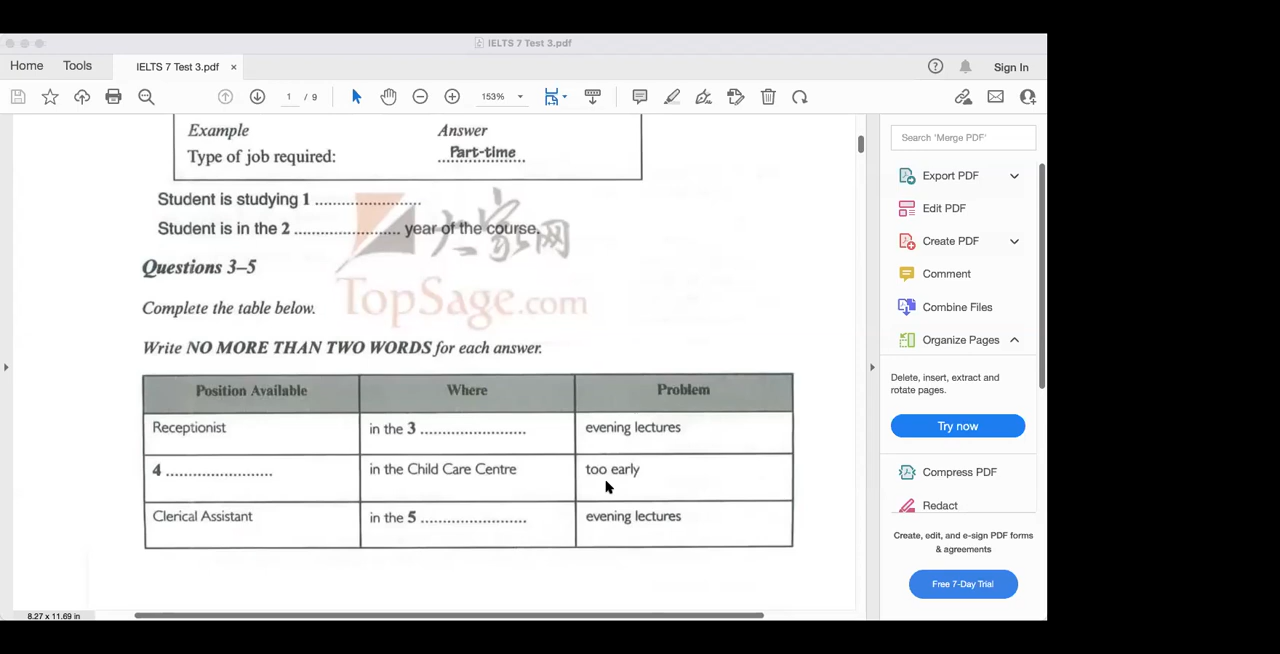 IELTS 7 Test 3.pdf
Home Tools IELTS 7 Test 3.pdf × Sign In
1 / 9 153%
Example Answer
Type of job required: Part-time
Student is studying 1 ........................
Student is in the 2 ........................ year of the course.
大家网
TopSage.com
Questions 3–5
Complete the table below.
Write NO MORE THAN TWO WORDS for each answer.
Position Available Where Problem
Receptionist in the 3 ........................ evening lectures
4 ........................ in the Child Care Centre too early
Clerical Assistant in the 5 ........................ evening lectures
8.27 x 11.69 in
Search 'Merge PDF'
Export PDF
Edit PDF
Create PDF
Comment
Combine Files
Organize Pages
Delete, insert, extract and
rotate pages.
Try now
Compress PDF
Redact
Create, edit, and e-sign PDF forms
& agreements
Free 7-Day Trial